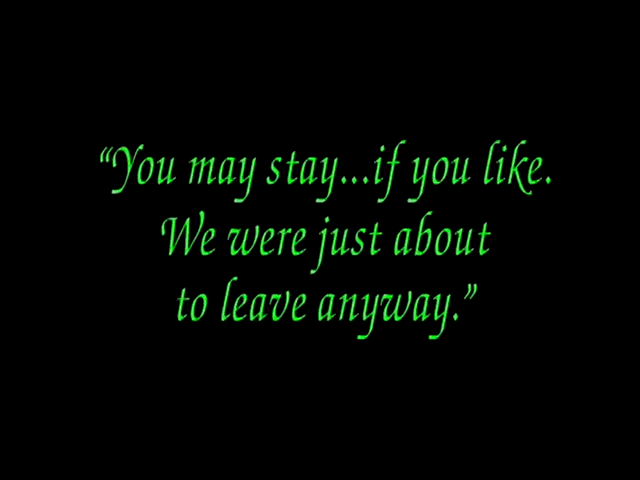 “You may stay...if you like.
We were just about
to leave anyway.”